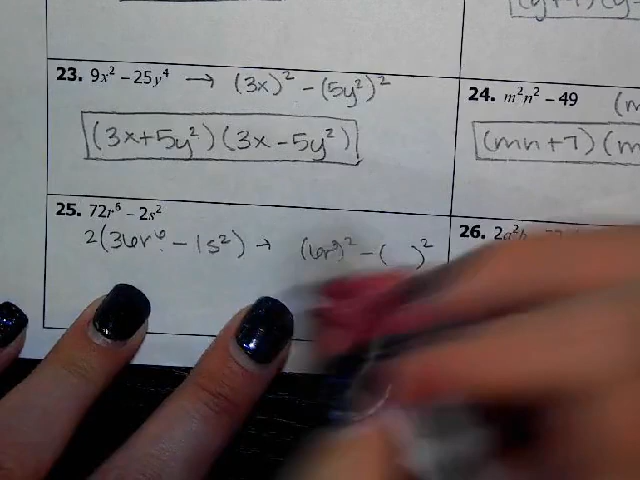 23. 9x² – 25y⁴ → (3x)² – (5y²)²
(3x+5y²)(3x – 5y²)
24. m²n² – 49
(mn+7)(m
25. 72r⁶ – 2s²
2(36r⁶ – 1s²) → (6r³)² – ( )²
26.